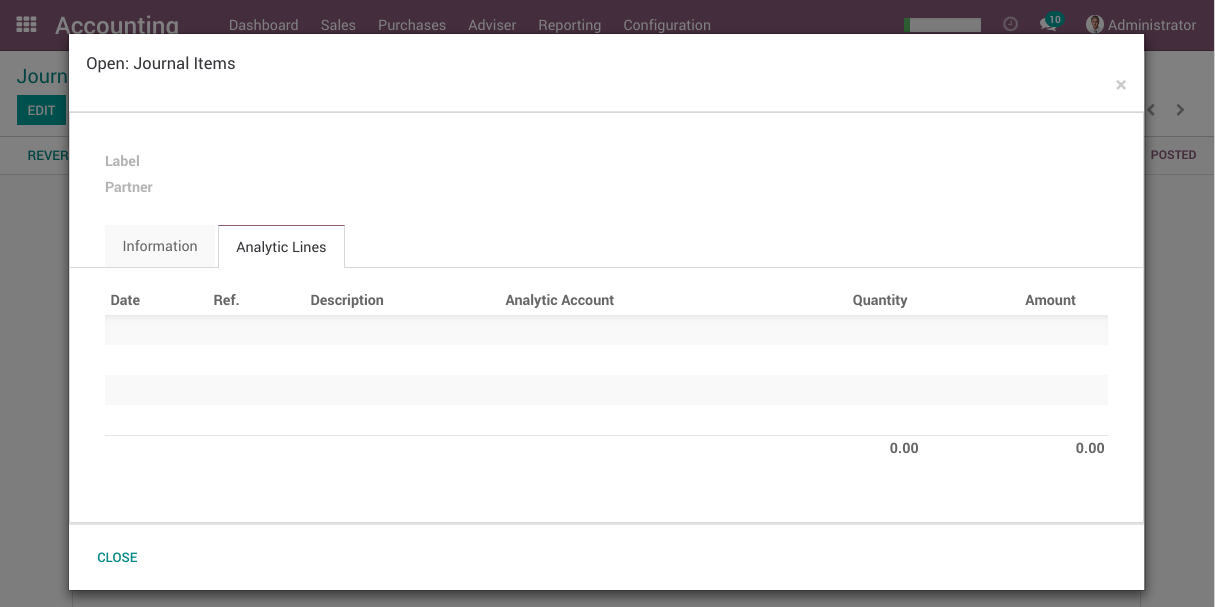 Accounting Dashboard Sales Purchases Adviser Reporting Configuration 10 Administrator
Open: Journal Items
×
Journ
EDIT
REVER
POSTED
Label
Partner
Information Analytic Lines
Date Ref. Description Analytic Account Quantity Amount
0.00 0.00
CLOSE